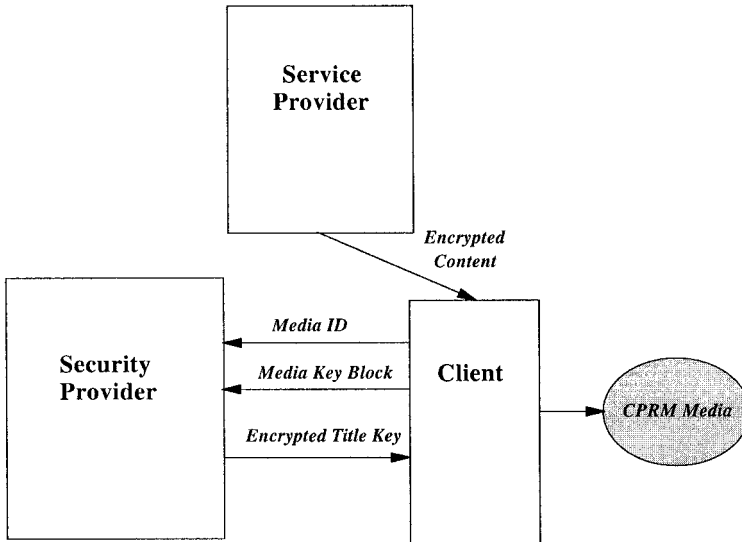 Service
Provider
Encrypted
Content
Media ID
Security
Provider
Media Key Block
Client
CPRM Media
Encrypted Title Key